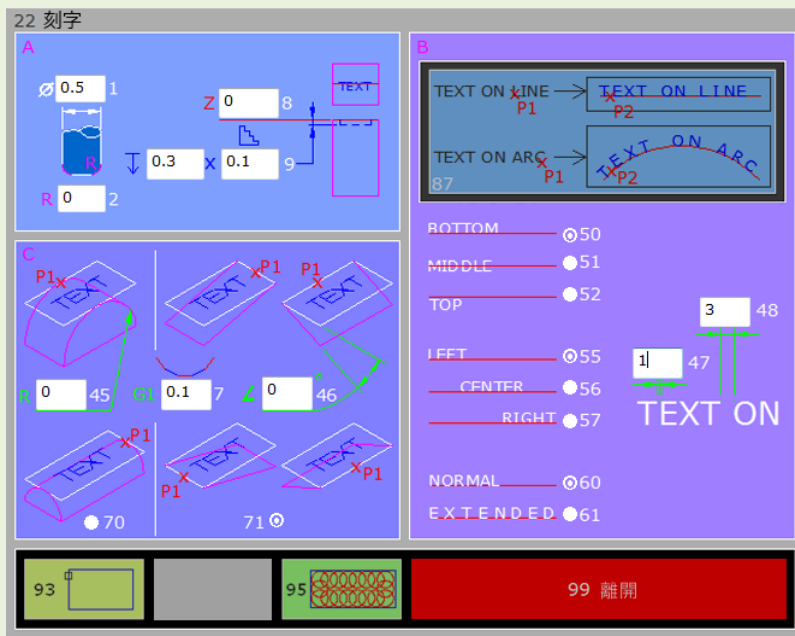 22 刻字
A
Ø 0.5 1
TEXT
Z 0 8
R
0.3 X 0.1 9
R 0 2
B
TEXT ON LINE
P1
TEXT ON LINE
P2
TEXT ON ARC
P1
TEXT ON ARC
P2
87
BOTTOM 50
MIDDLE 51
52
TOP
3 48
LEFT 55
1 47
CENTER 56
RIGHT 57
TEXT ON
NORMAL 60
EXTENDED 61
C
P1 TEXT
TEXT P1
P1 TEXT
R 0 45
G1 0.1 7
∠ 0 46
TEXT P1
TEXT P1
TEXT P1
70
71
93
95
99 離開